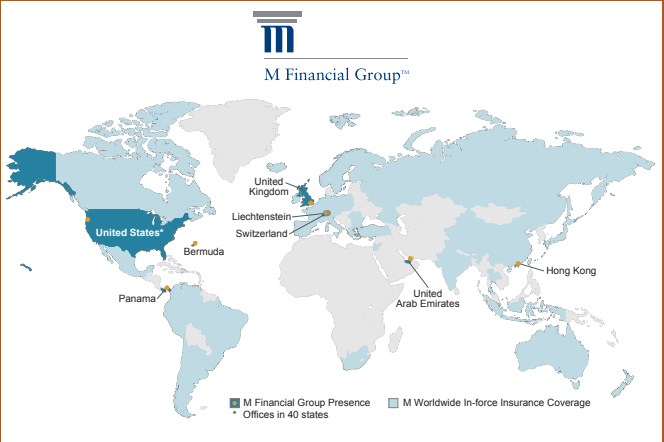 M Financial Group™
United
Kingdom
Liechtenstein
Switzerland
United States*
Bermuda
Panama
Hong Kong
United
Arab Emirates
M Financial Group Presence
* Offices in 40 states
M Worldwide In-force Insurance Coverage